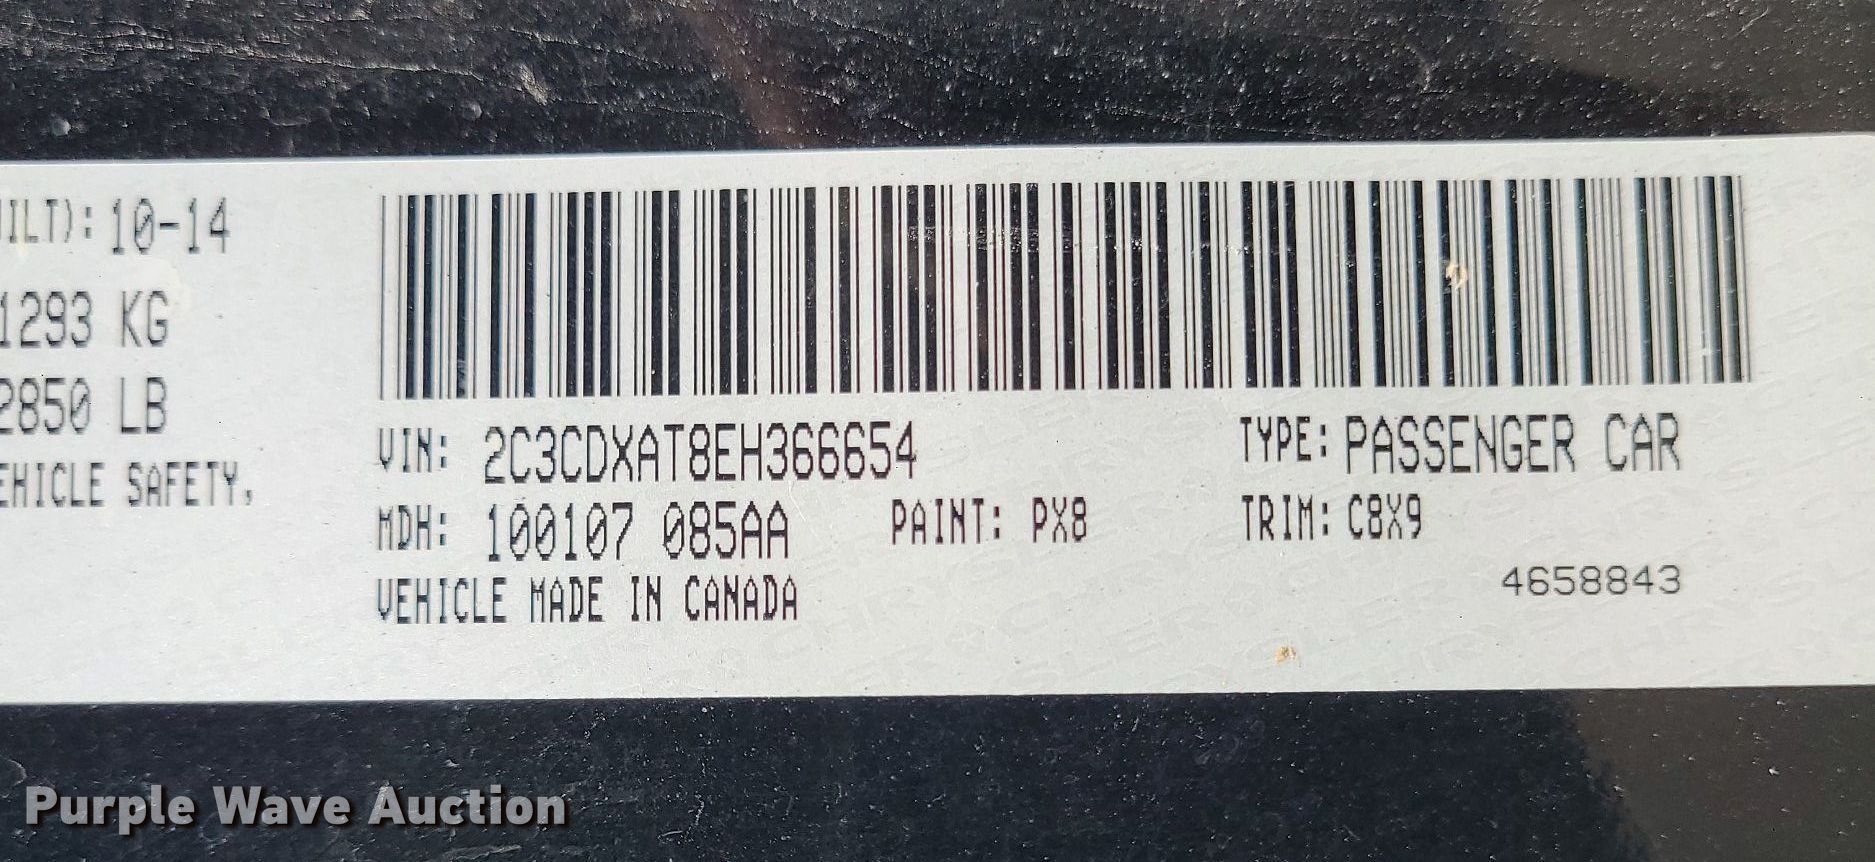 UILT): 10-14
1293 KG
2850 LB
EHICLE SAFETY,
VIN: 2C3CDXAT8EH366654 TYPE: PASSENGER CAR
MDH: 100107 085AA PAINT: PX8 TRIM: C8X9
VEHICLE MADE IN CANADA 4658843
Purple Wave Auction